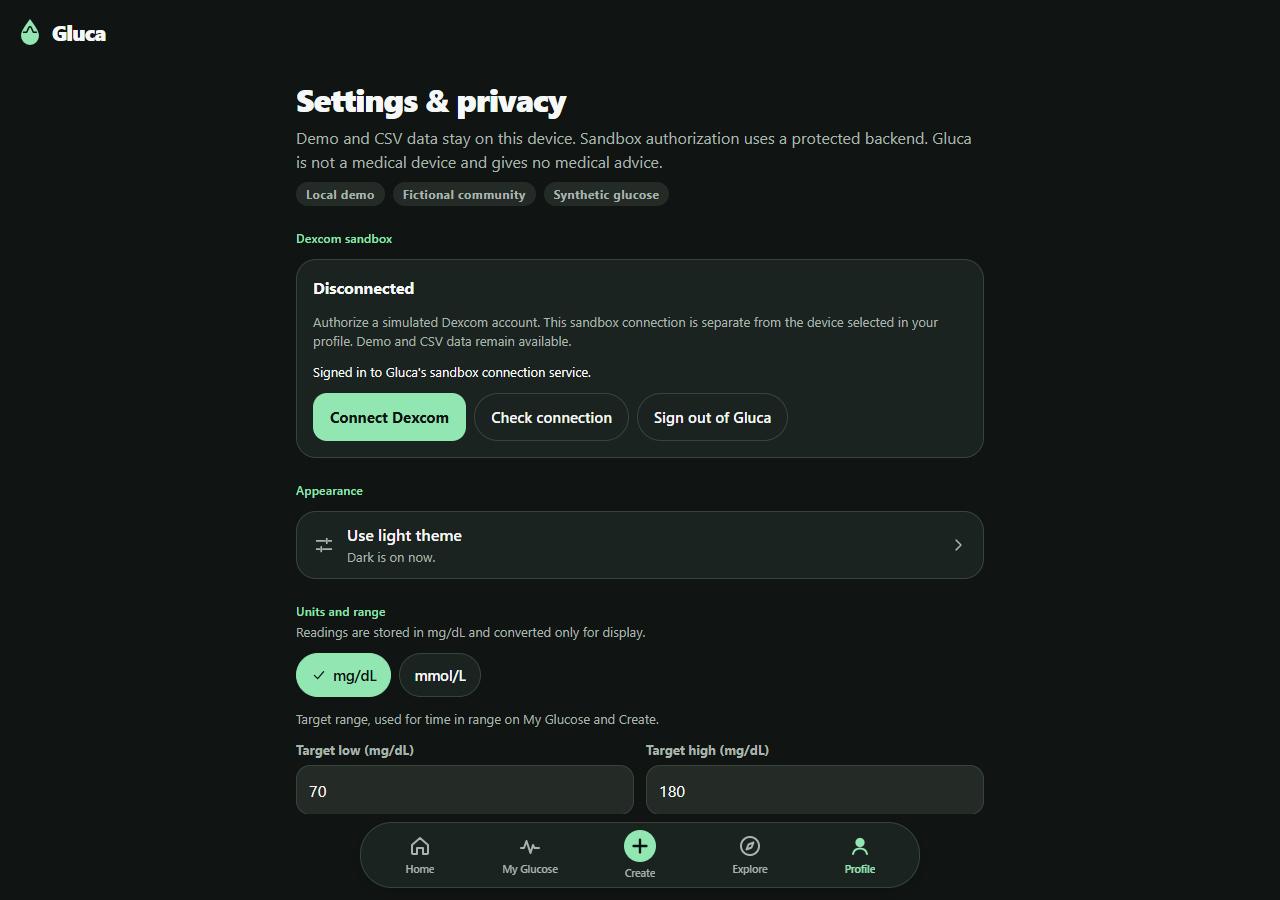 Gluca
Settings & privacy
Demo and CSV data stay on this device. Sandbox authorization uses a protected backend. Gluca
is not a medical device and gives no medical advice.
Local demo
Fictional community
Synthetic glucose
Dexcom sandbox
Disconnected
Authorize a simulated Dexcom account. This sandbox connection is separate from the device selected in your
profile. Demo and CSV data remain available.
Signed in to Gluca's sandbox connection service.
Connect Dexcom
Check connection
Sign out of Gluca
Appearance
Use light theme
Dark is on now.
Units and range
Readings are stored in mg/dL and converted only for display.
mg/dL
mmol/L
Target range, used for time in range on My Glucose and Create.
Target low (mg/dL)
Target high (mg/dL)
70
180
Home
My Glucose
Create
Explore
Profile